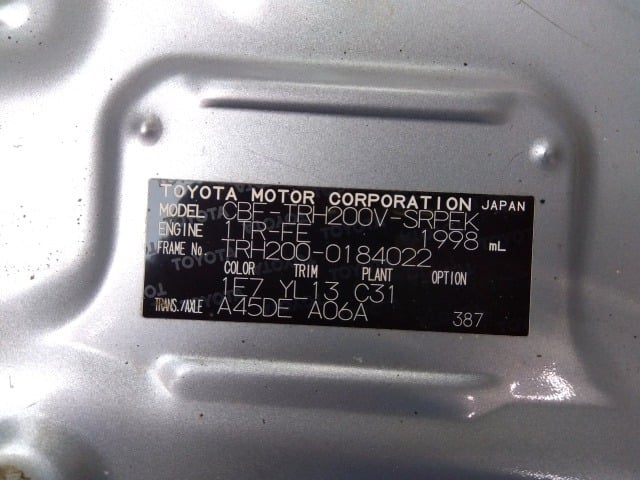 TOYOTA MOTOR CORPORATION JAPAN
MODEL CBF-TRH200V-SRPEK
ENGINE 1TR-FE 1998 mL
FRAME No. TRH200-0184022
COLOR TRIM PLANT OPTION
1E7 YL13 C31
TRANS./AXLE A45DE A06A 387